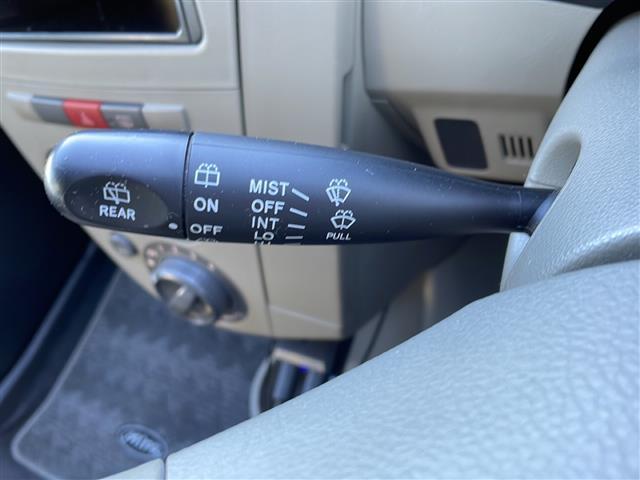 REAR
ON
OFF
MIST
OFF
INT
LO
PULL